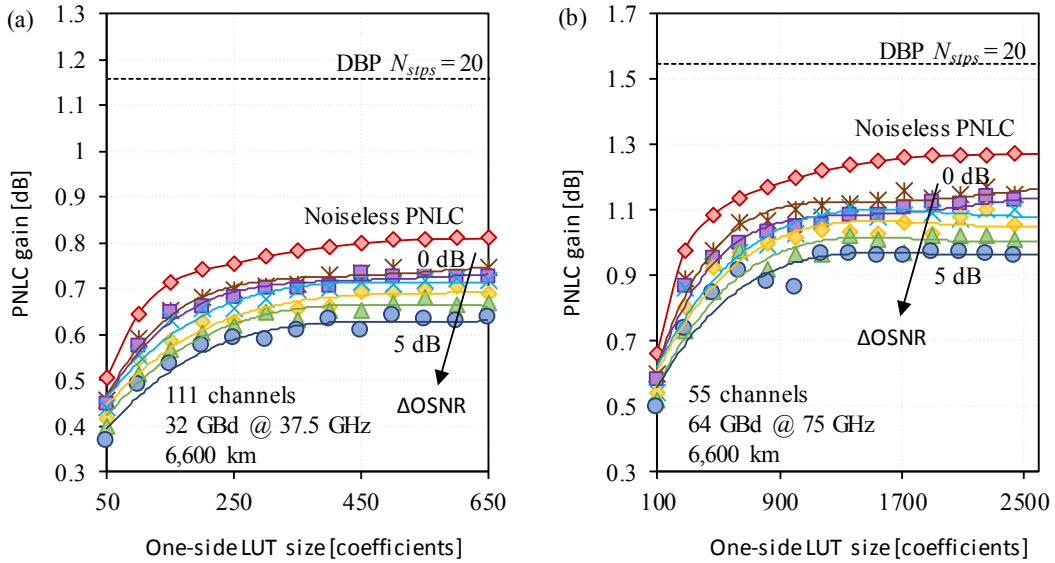 (a)
1.3
1.2
1.1
1
0.9
0.8
0.7
0.6
0.5
0.4
0.3
PNLC gain [dB]
DBP Nstps = 20
Noiseless PNLC
0 dB
5 dB
ΔOSNR
111 channels
32 GBd @ 37.5 GHz
6,600 km
50 250 450 650
One-side LUT size [coefficients]
(b)
1.7
1.5
1.3
1.1
0.9
0.7
0.5
0.3
PNLC gain [dB]
DBP Nstps = 20
Noiseless PNLC
0 dB
5 dB
ΔOSNR
55 channels
64 GBd @ 75 GHz
6,600 km
100 900 1700 2500
One-side LUT size [coefficients]